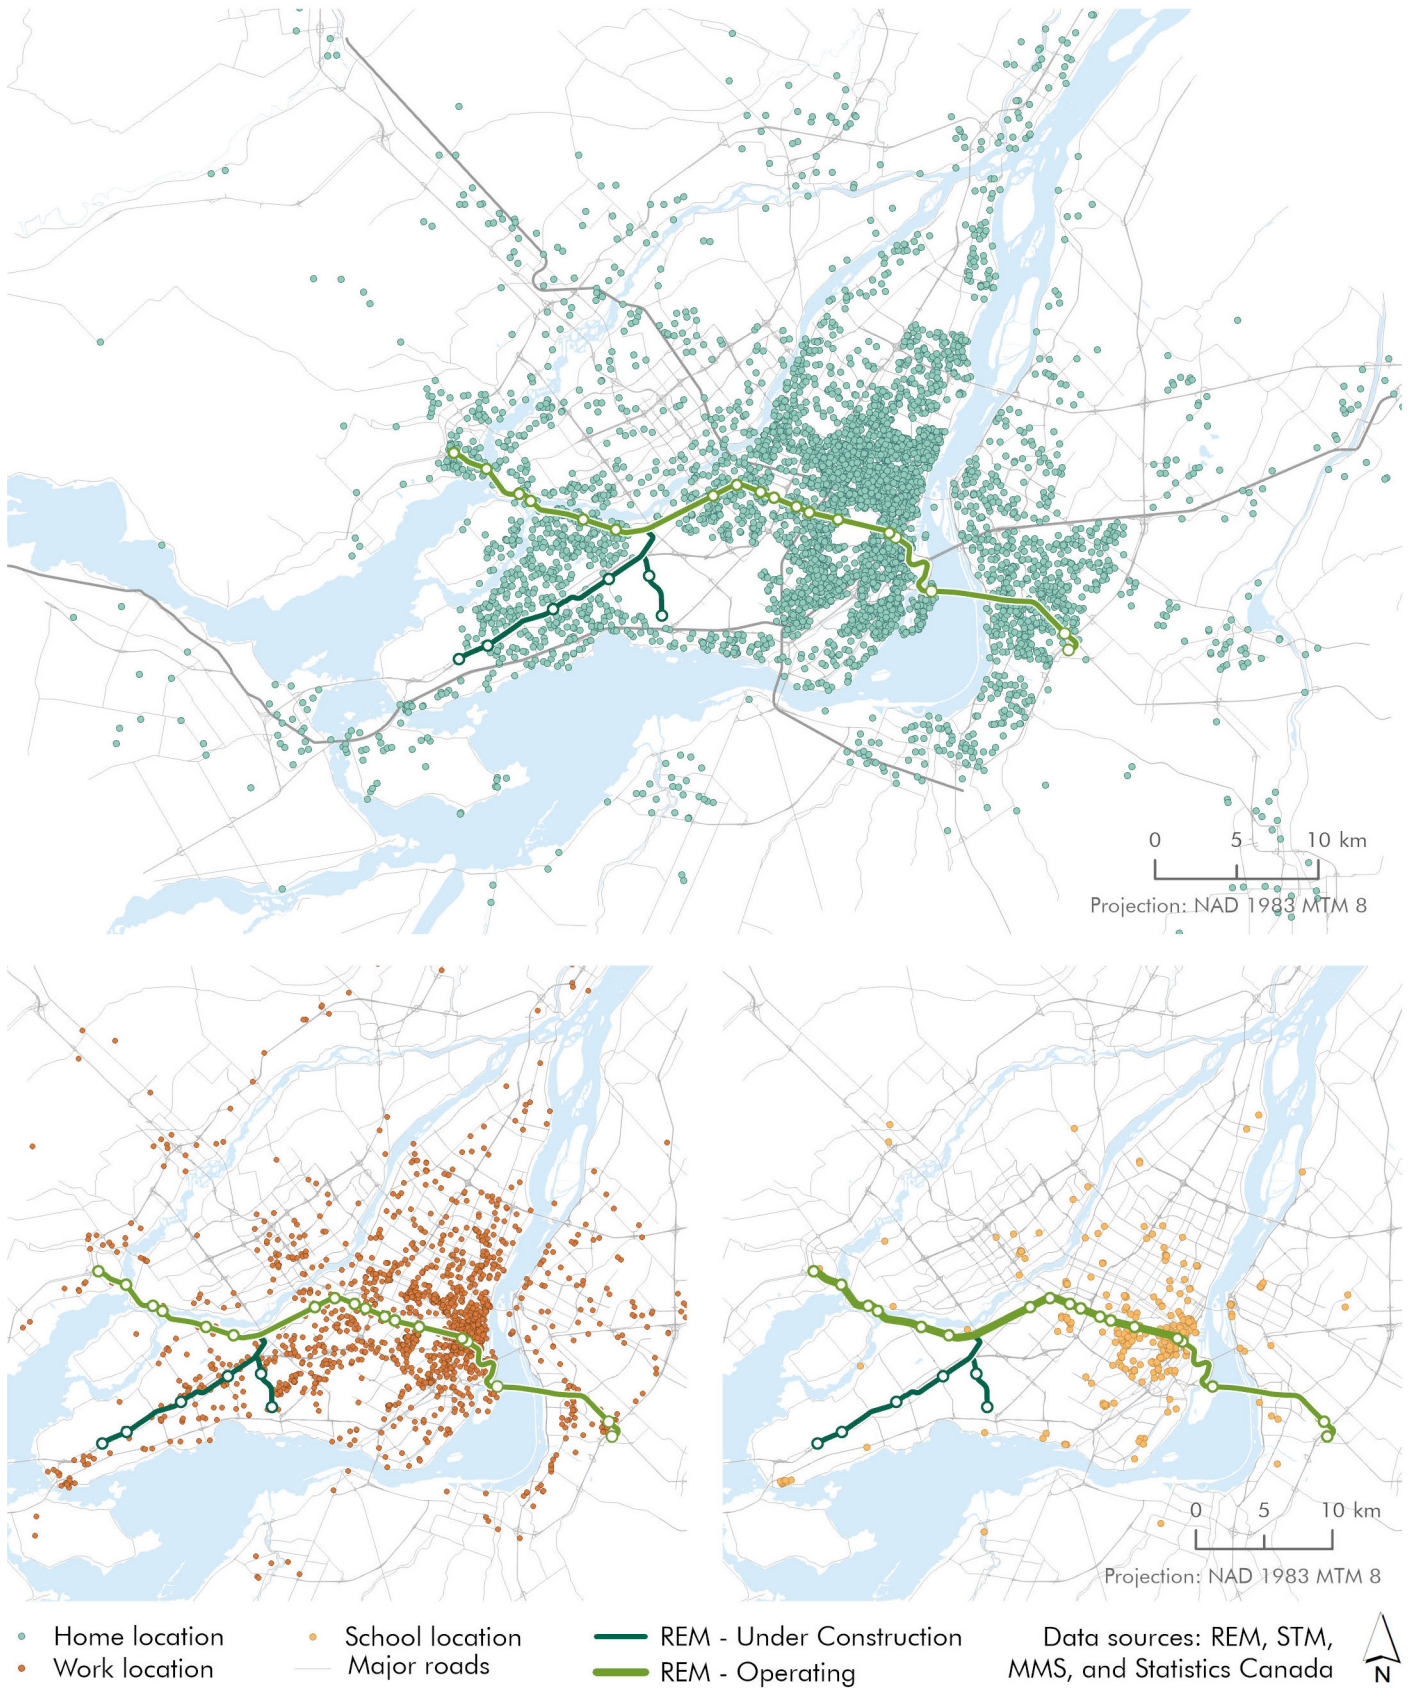 0 5 10 km
Projection: NAD 1983 MTM 8
0 5 10 km
Projection: NAD 1983 MTM 8
Home location
Work location
School location
Major roads
REM - Under Construction
REM - Operating
Data sources: REM, STM,
MMS, and Statistics Canada
N